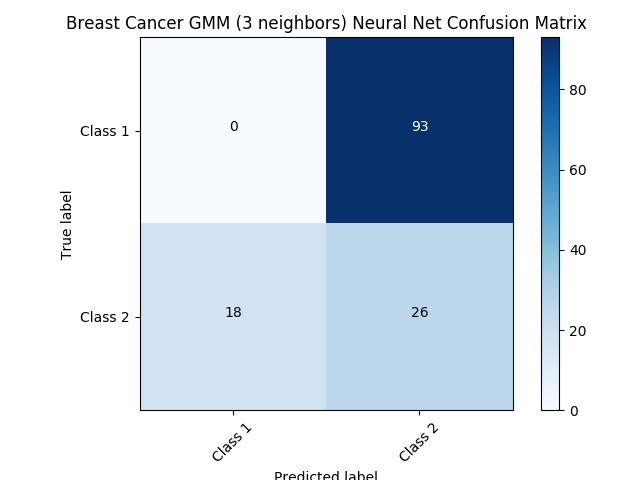 Breast Cancer GMM (3 neighbors) Neural Net Confusion Matrix
True label
Class 1
Class 2
0
93
18
26
Class 1
Class 2
Predicted label
80
60
40
20
0